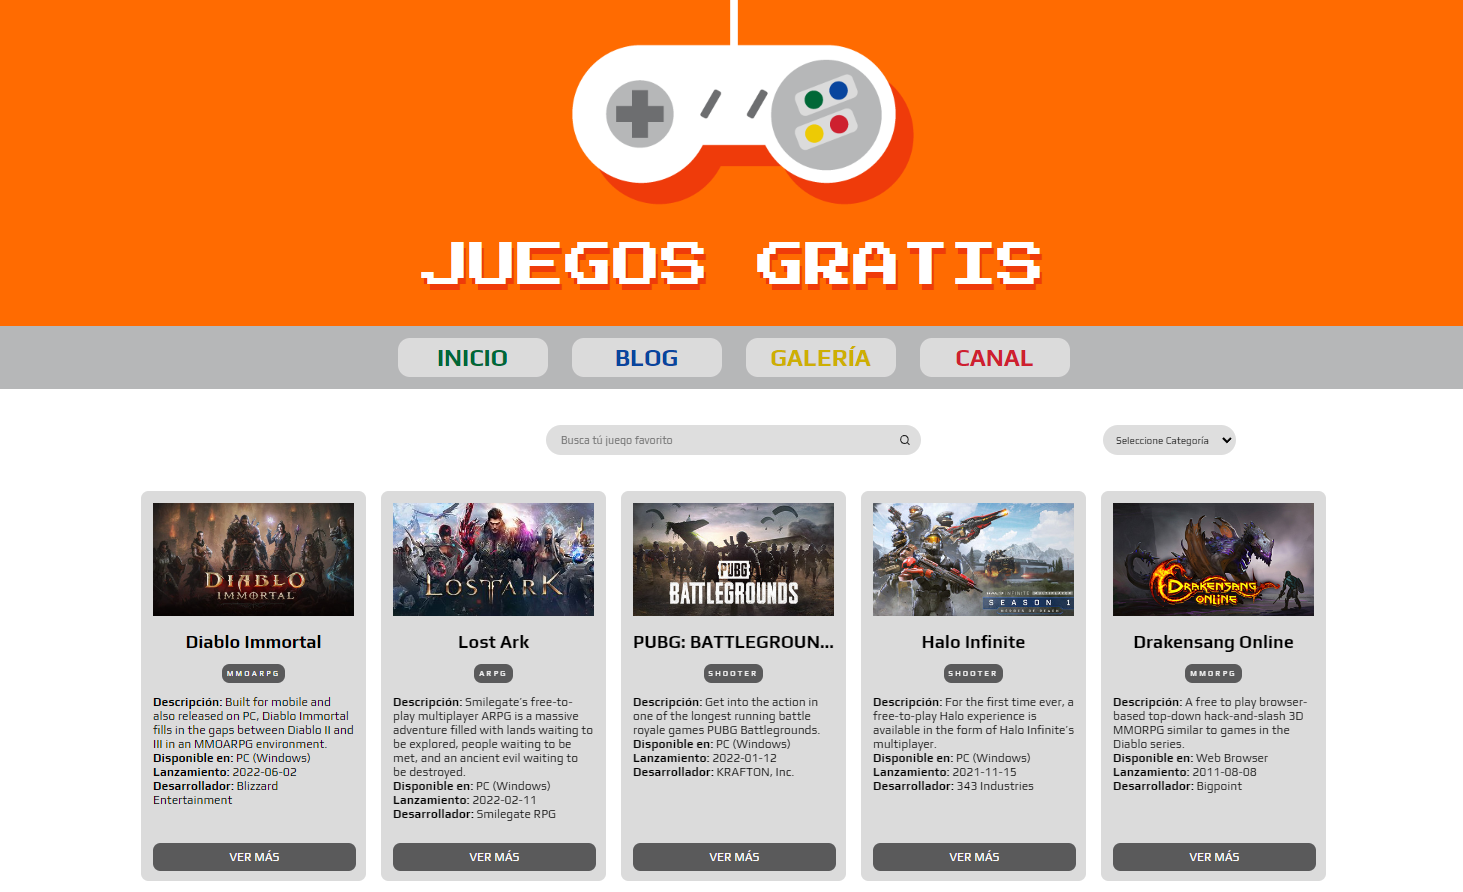 JUEGOS GRATIS
INICIO
BLOG
GALERÍA
CANAL
Busca tú juego favorito
Seleccione Categoría
DIABLO
IMMORTAL
Diablo Immortal
MMOARPG
Descripción: Built for mobile and
also released on PC, Diablo Immortal
fills in the gaps between Diablo II and
III in an MMOARPG environment.
Disponible en: PC (Windows)
Lanzamiento: 2022-06-02
Desarrollador: Blizzard
Entertainment
VER MÁS
LOST ARK
Lost Ark
ARPG
Descripción: Smilegate's free-to-
play multiplayer ARPG is a massive
adventure filled with lands waiting to
be explored, people waiting to be
met, and an ancient evil waiting to
be destroyed.
Disponible en: PC (Windows)
Lanzamiento: 2022-02-11
Desarrollador: Smilegate RPG
VER MÁS
PUBG
BATTLEGROUNDS
PUBG: BATTLEGROUN...
SHOOTER
Descripción: Get into the action in
one of the longest running battle
royale games PUBG Battlegrounds.
Disponible en: PC (Windows)
Lanzamiento: 2022-01-12
Desarrollador: KRAFTON, Inc.
VER MÁS
HALO INFINITE MULTIPLAYER
SEASON 1
HEROES OF REACH
Halo Infinite
SHOOTER
Descripción: For the first time ever, a
free-to-play Halo experience is
available in the form of Halo Infinite's
multiplayer.
Disponible en: PC (Windows)
Lanzamiento: 2021-11-15
Desarrollador: 343 Industries
VER MÁS
DRAKENSANG
ONLINE
Drakensang Online
MMORPG
Descripción: A free to play browser-
based top-down hack-and-slash 3D
MMORPG similar to games in the
Diablo series.
Disponible en: Web Browser
Lanzamiento: 2011-08-08
Desarrollador: Bigpoint
VER MÁS